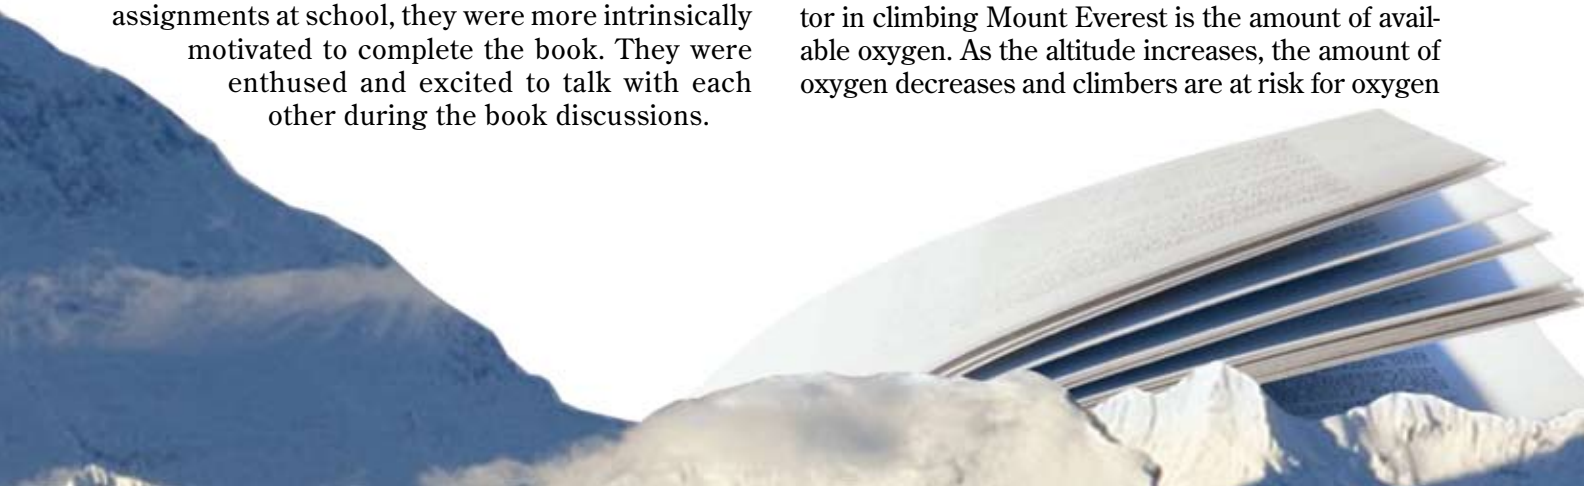 assignments at school, they were more intrinsically
motivated to complete the book. They were
enthused and excited to talk with each
other during the book discussions.
tor in climbing Mount Everest is the amount of avail-
able oxygen. As the altitude increases, the amount of
oxygen decreases and climbers are at risk for oxygen